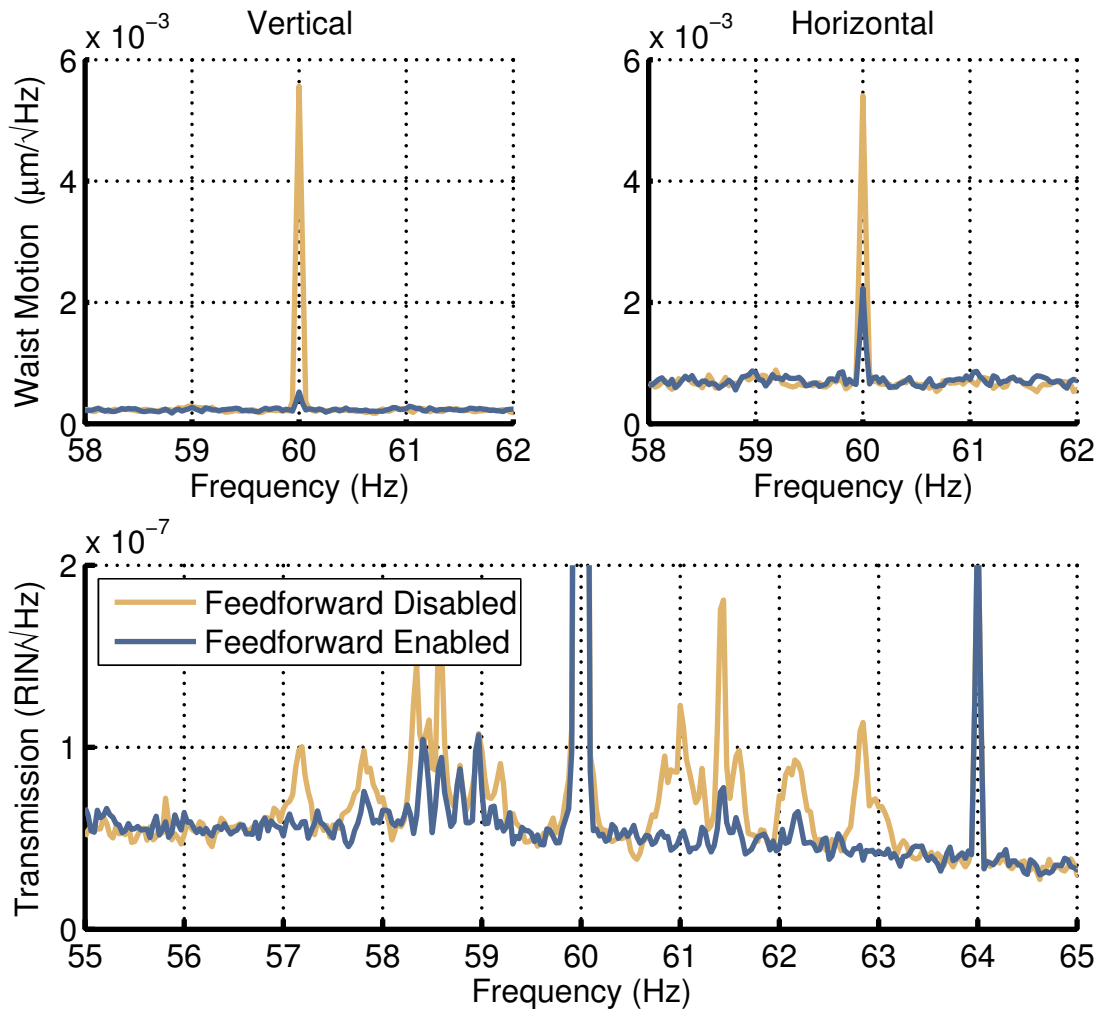 Vertical
x 10⁻³
6
4
2
0
58 59 60 61 62
Frequency (Hz)
Waist Motion (μm/√Hz)
Horizontal
x 10⁻³
6
4
2
0
58 59 60 61 62
Frequency (Hz)
x 10⁻⁷
2
1
0
Feedforward Disabled
Feedforward Enabled
55 56 57 58 59 60 61 62 63 64 65
Frequency (Hz)
Transmission (RIN/√Hz)